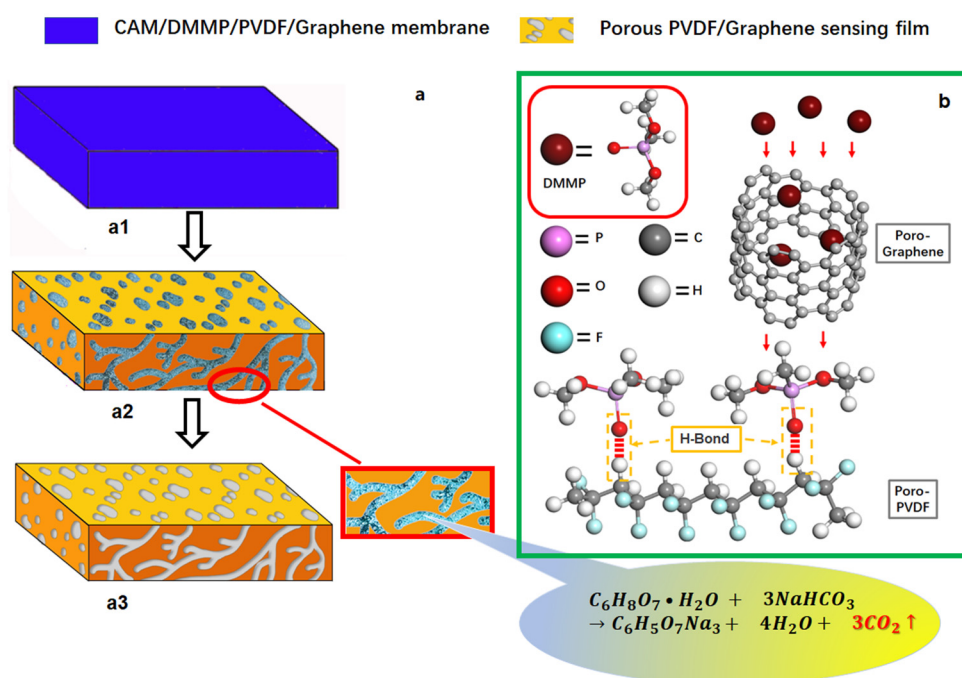 CAM/DMMP/PVDF/Graphene membrane
Porous PVDF/Graphene sensing film
a
a1
a2
a3
b
DMMP
=
=P
=C
=O
=H
=F
Poro-
Graphene
H-Bond
Poro-
PVDF
C₆H₈O₇ • H₂O + 3NaHCO₃
→ C₆H₅O₇Na₃ + 4H₂O + 3CO₂ ↑